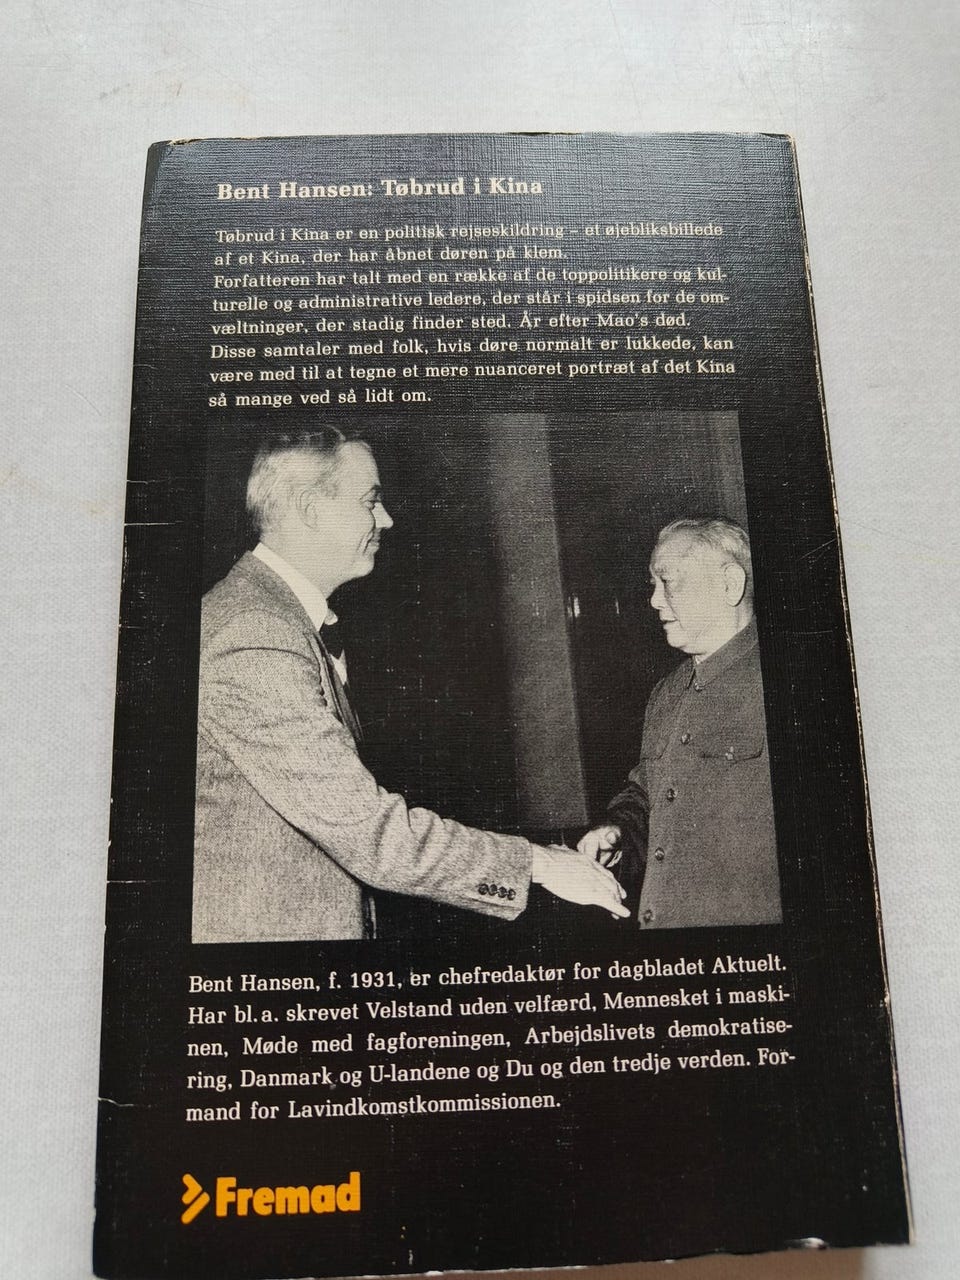 Bent Hansen: Tøbrud i Kina
Tøbrud i Kina er en politisk rejseskildring – et øjebliksbillede
af et Kina, der har åbnet døren på klem.
Forfatteren har talt med en række af de toppolitikere og kul-
turelle og administrative ledere, der står i spidsen for de om-
væltninger, der stadig finder sted. År efter Mao's død.
Disse samtaler med folk, hvis døre normalt er lukkede, kan
være med til at tegne et mere nuanceret portræt af det Kina
så mange ved så lidt om.
Bent Hansen, f. 1931, er chefredaktør for dagbladet Aktuelt.
Har bl.a. skrevet Velstand uden velfærd, Mennesket i maski-
nen, Møde med fagforeningen, Arbejdslivets demokratise-
ring, Danmark og U-landene og Du og den tredje verden. For-
mand for Lavindkomstkommissionen.
Fremad